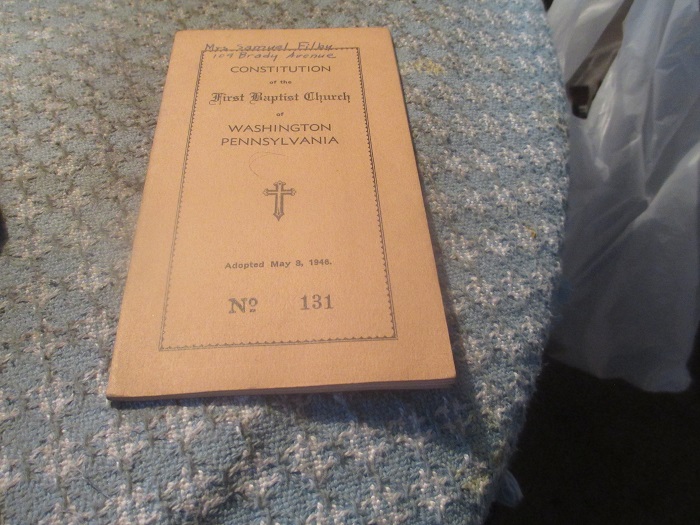 Mrs. Samuel Filby
109 Brady Avenue
CONSTITUTION
of the
First Baptist Church
of
WASHINGTON
PENNSYLVANIA
Adopted May 8, 1946.
Nº 131